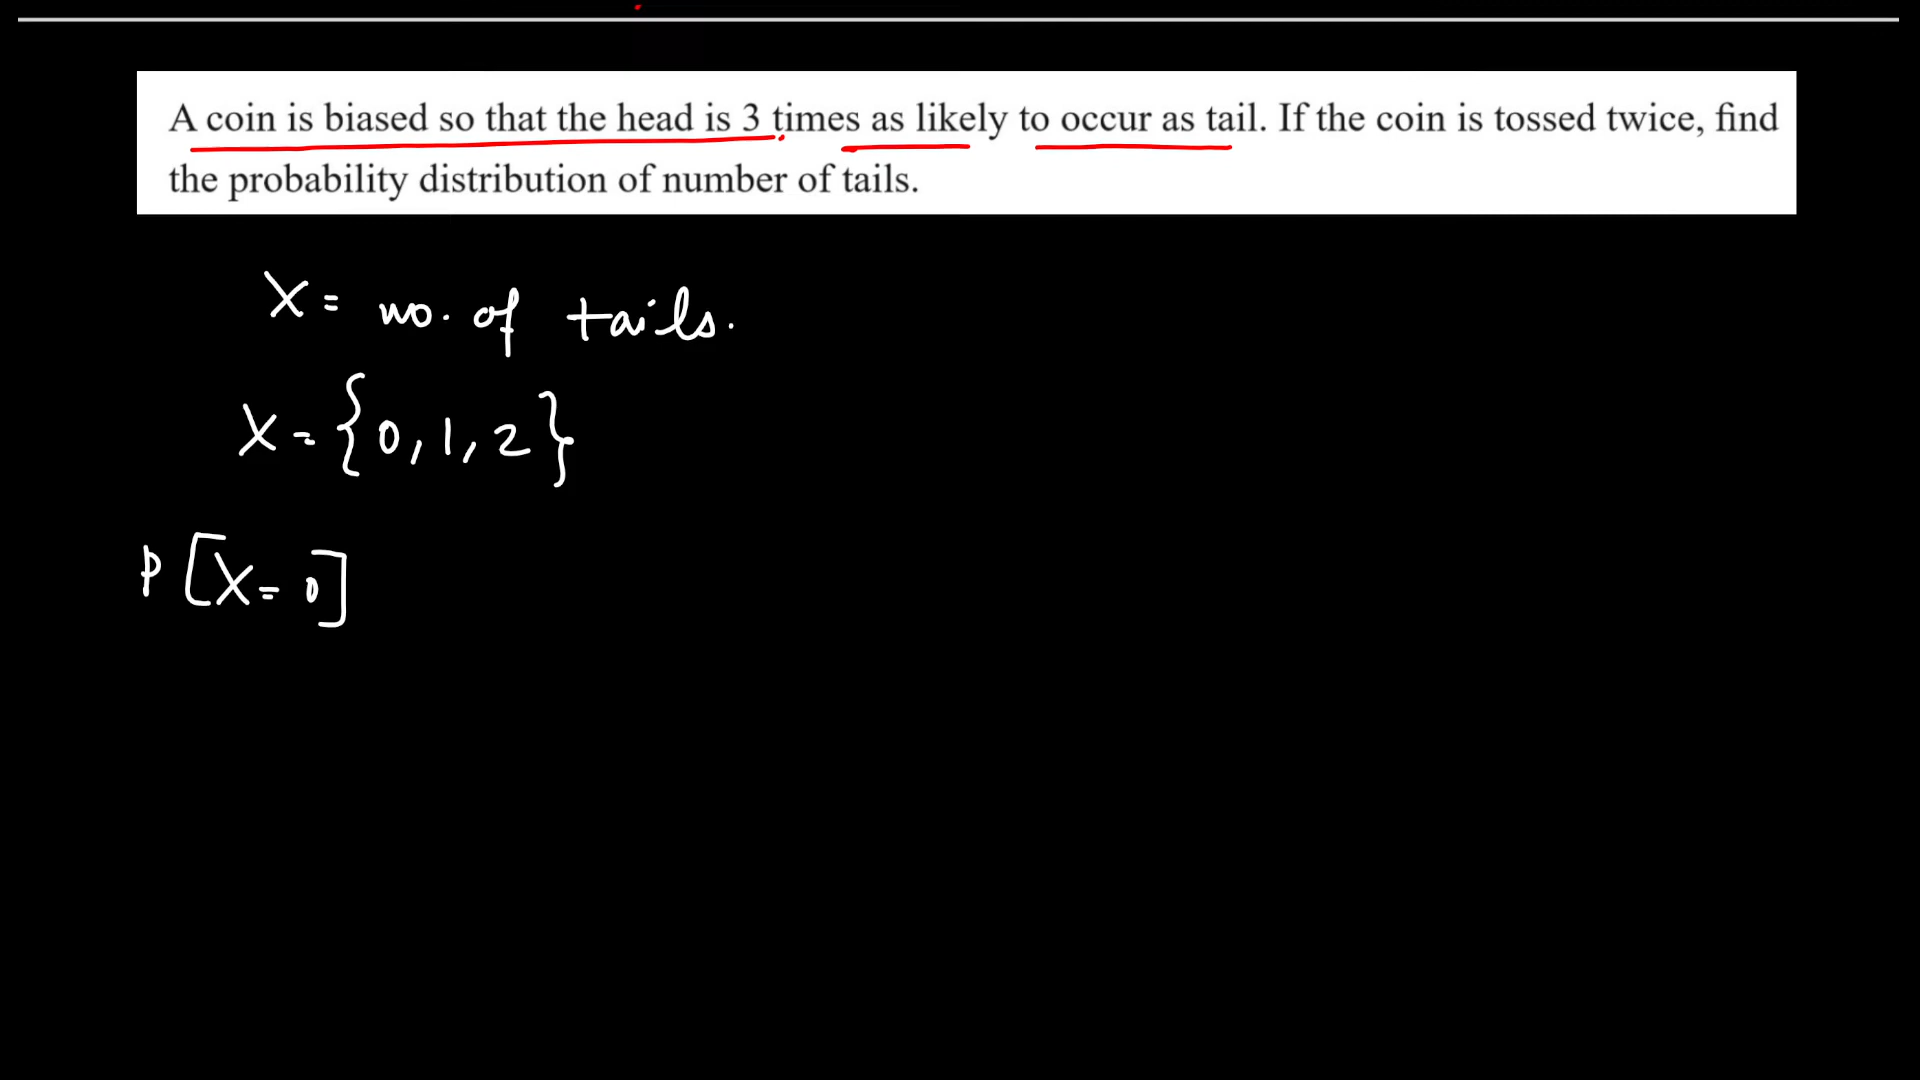 A coin is biased so that the head is 3 times as likely to occur as tail. If the coin is tossed twice, find
the probability distribution of number of tails.
X = no. of tails.
X = {0, 1, 2}
P [X = 0]